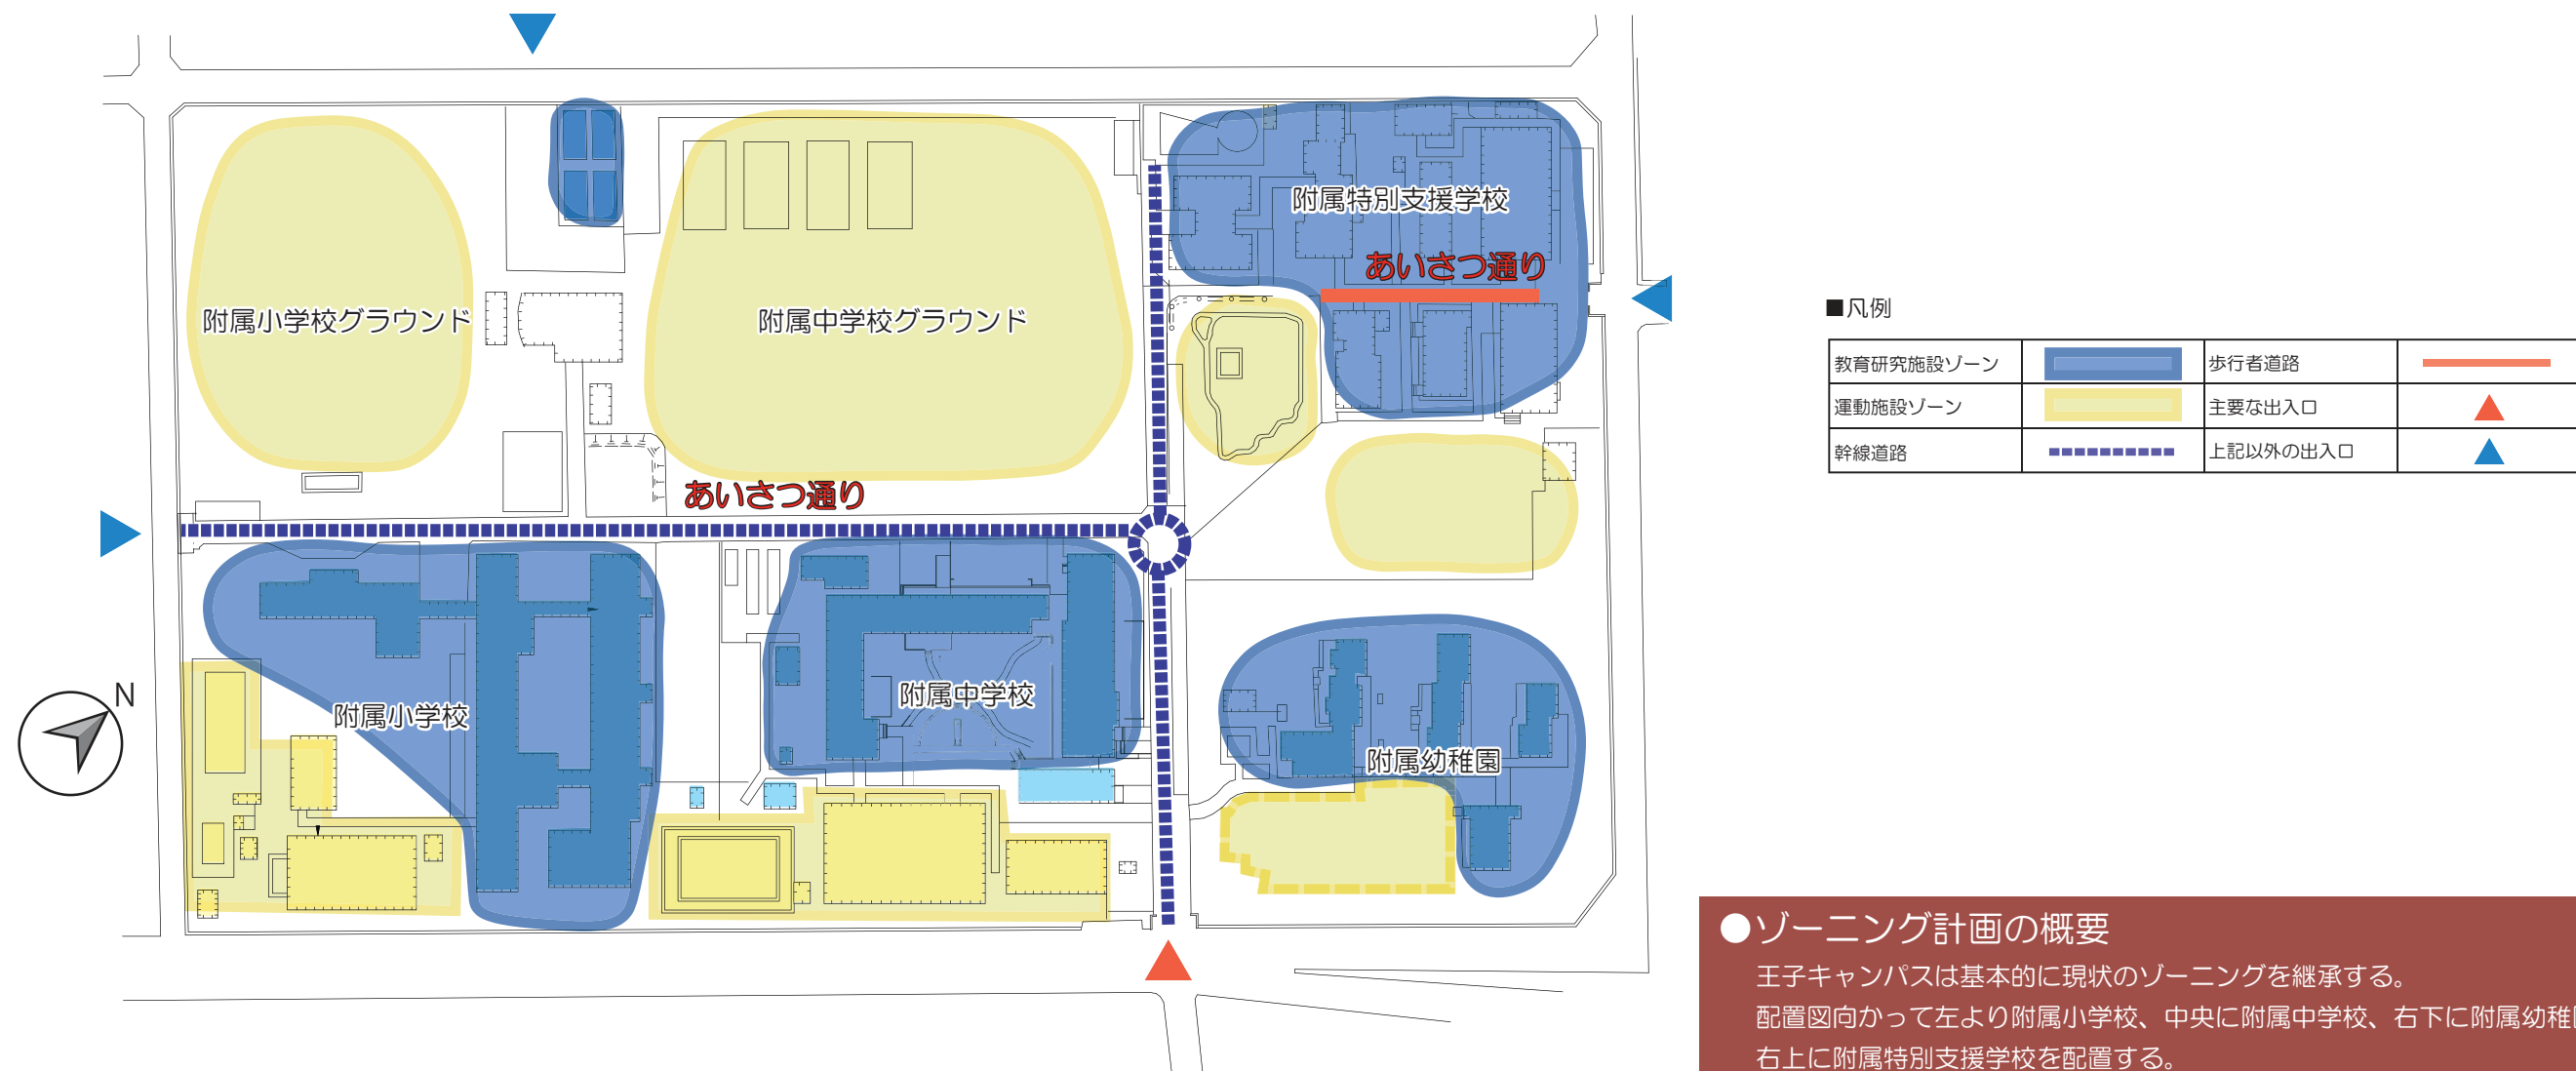 附属特別支援学校
あいさつ通り
附属小学校グラウンド
附属中学校グラウンド
あいさつ通り
N
附属小学校
附属中学校
附属幼稚園
■凡例
教育研究施設ゾーン
歩行者道路
運動施設ゾーン
主要な出入口
幹線道路
上記以外の出入口
●ゾーニング計画の概要
王子キャンパスは基本的に現状のゾーニングを継承する。
配置図向かって左より附属小学校、中央に附属中学校、右下に附属幼稚
右上に附属特別支援学校を配置する。